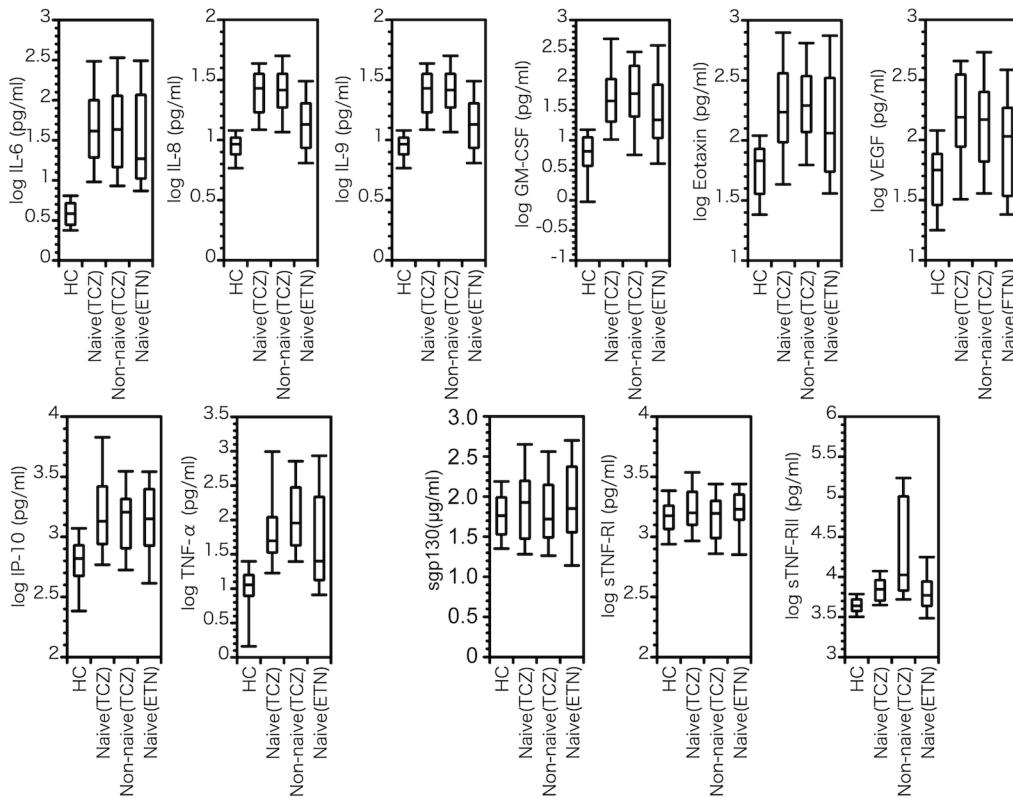 log IL-6 (pg/ml)
3
2.5
2
1.5
1
0.5
0
HC
Naive(TCZ)
Non-naive(TCZ)
Naive(ETN)
log IL-8 (pg/ml)
2
1.5
1
0.5
0
HC
Naive(TCZ)
Non-naive(TCZ)
Naive(ETN)
log IL-9 (pg/ml)
2
1.5
1
0.5
0
HC
Naive(TCZ)
Non-naive(TCZ)
Naive(ETN)
log GM-CSF (pg/ml)
3
2.5
2
1.5
1
0.5
0
-0.5
-1
HC
Naive(TCZ)
Non-naive(TCZ)
Naive(ETN)
log Eotaxin (pg/ml)
3
2.5
2
1.5
1
HC
Naive(TCZ)
Non-naive(TCZ)
Naive(ETN)
log VEGF (pg/ml)
3
2.5
2
1.5
1
HC
Naive(TCZ)
Non-naive(TCZ)
Naive(ETN)
log IP-10 (pg/ml)
4
3.5
3
2.5
2
HC
Naive(TCZ)
Non-naive(TCZ)
Naive(ETN)
log TNF-α (pg/ml)
3.5
3
2.5
2
1.5
1
0.5
0
HC
Naive(TCZ)
Non-naive(TCZ)
Naive(ETN)
sgp130(μg/ml)
3.0
2.5
2.0
1.5
1.0
0.5
0
HC
Naive(TCZ)
Non-naive(TCZ)
Naive(ETN)
log sTNF-RI (pg/ml)
4
3.5
3
2.5
2
HC
Naive(TCZ)
Non-naive(TCZ)
Naive(ETN)
log sTNF-RII (pg/ml)
6
5.5
5
4.5
4
3.5
3
HC
Naive(TCZ)
Non-naive(TCZ)
Naive(ETN)